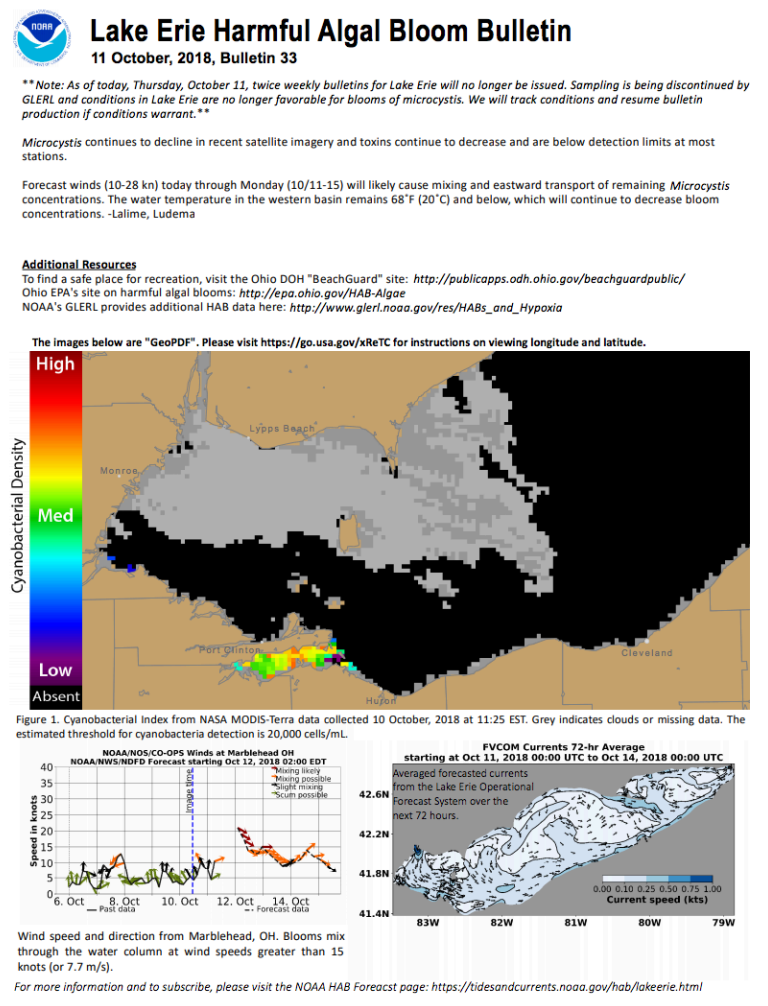 NOAA
Lake Erie Harmful Algal Bloom Bulletin
11 October, 2018, Bulletin 33
**Note: As of today, Thursday, October 11, twice weekly bulletins for Lake Erie will no longer be issued. Sampling is being discontinued by
GLERL and conditions in Lake Erie are no longer favorable for blooms of microcystis. We will track conditions and resume bulletin
production if conditions warrant.**
Microcystis continues to decline in recent satellite imagery and toxins continue to decrease and are below detection limits at most
stations.
Forecast winds (10-28 kn) today through Monday (10/11-15) will likely cause mixing and eastward transport of remaining Microcystis
concentrations. The water temperature in the western basin remains 68˚F (20˚C) and below, which will continue to decrease bloom
concentrations. -Lalime, Ludema
Additional Resources
To find a safe place for recreation, visit the Ohio DOH "BeachGuard" site: http://publicapps.odh.ohio.gov/beachguardpublic/
Ohio EPA's site on harmful algal blooms: http://epa.ohio.gov/HAB-Algae
NOAA's GLERL provides additional HAB data here: http://www.glerl.noaa.gov/res/HABs_and_Hypoxia
The images below are "GeoPDF". Please visit https://go.usa.gov/xReTC for instructions on viewing longitude and latitude.
Cyanobacterial Density
High
Med
Low
Absent
Lypps Beach
Monroe
Port Clinton
Cleveland
Huron
Figure 1. Cyanobacterial Index from NASA MODIS-Terra data collected 10 October, 2018 at 11:25 EST. Grey indicates clouds or missing data. The
estimated threshold for cyanobacteria detection is 20,000 cells/mL.
NOAA/NOS/CO-OPS Winds at Marblehead OH
NOAA/NWS/NDFD Forecast starting Oct 12, 2018 02:00 EDT
Speed in knots
40
35
30
25
20
15
10
5
0
Image time
Mixing likely
Mixing possible
Slight mixing
Scum possible
6. Oct
8. Oct
10. Oct
12. Oct
14. Oct
Past data
Forecast data
Wind speed and direction from Marblehead, OH. Blooms mix
through the water column at wind speeds greater than 15
knots (or 7.7 m/s).
FVCOM Currents 72-hr Average
starting at Oct 11, 2018 00:00 UTC to Oct 14, 2018 00:00 UTC
Averaged forecasted currents
from the Lake Erie Operational
Forecast System over the
next 72 hours.
42.6N
42.2N
41.8N
41.4N
0.00 0.10 0.25 0.50 0.75 1.00
Current speed (kts)
83W
82W
81W
80W
79W
For more information and to subscribe, please visit the NOAA HAB Foreacst page: https://tidesandcurrents.noaa.gov/hab/lakeerie.html